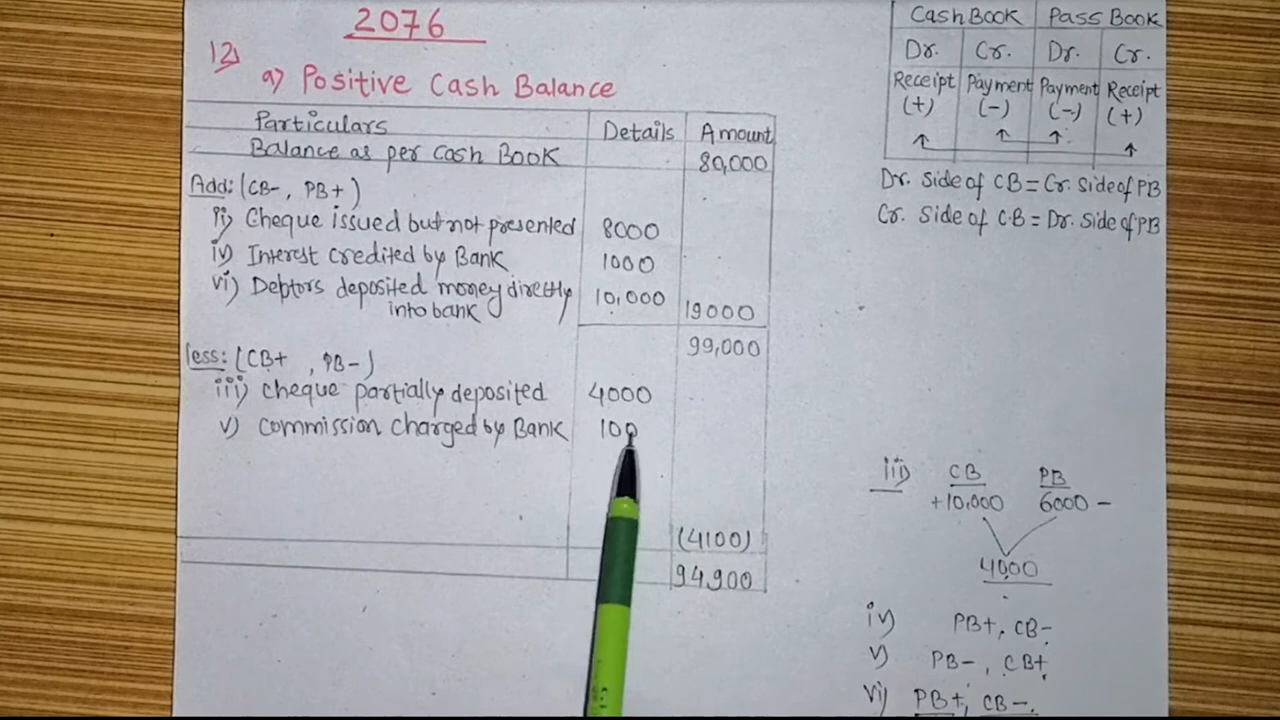 2076
12)
a) Positive Cash Balance
Particulars Details Amount
Balance as per Cash Book 80,000
Add: (CB-, PB+)
ii) Cheque issued but not presented 8000
iv) Interest credited by Bank 1000
vi) Debtors deposited money directly into bank 10,000 19000
99,000
less: (CB+ , PB-)
iii) Cheque partially deposited 4000
v) Commission charged by Bank 100
(4100)
94,900
Cash Book Pass Book
Dr. Cr. Dr. Cr.
Receipt Payment Payment Receipt
(+) (-) (-) (+)
Dr. Side of CB = Cr. Side of PB
Cr. Side of CB = Dr. Side of PB
iii) CB PB
+10,000 6000 -
4000
iv) PB+, CB-
v) PB-, CB+
vi) PB+, CB-.